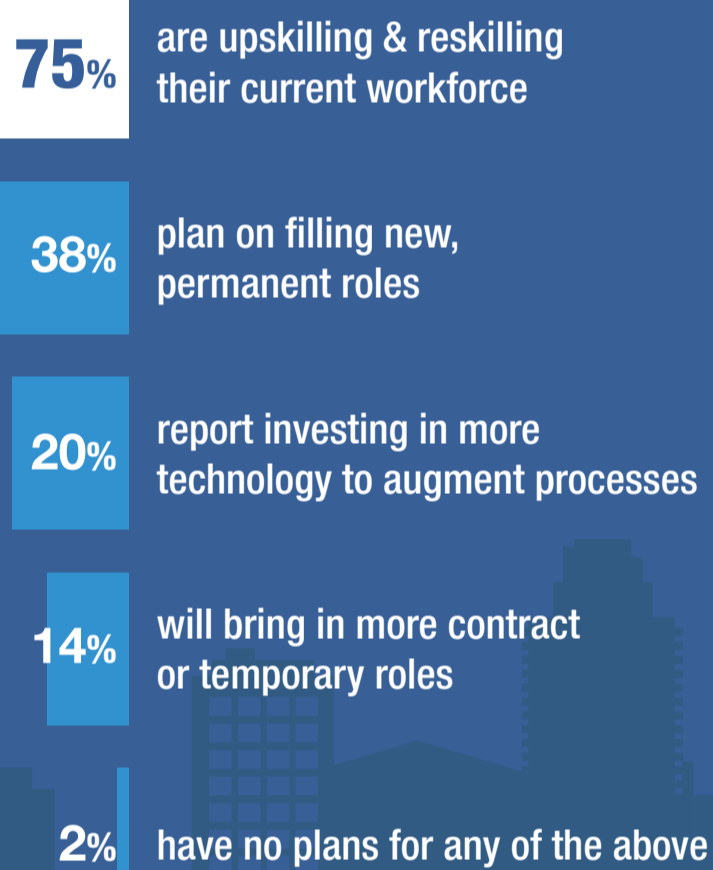 75% are upskilling & reskilling
their current workforce
38% plan on filling new,
permanent roles
20% report investing in more
technology to augment processes
14% will bring in more contract
or temporary roles
2% have no plans for any of the above